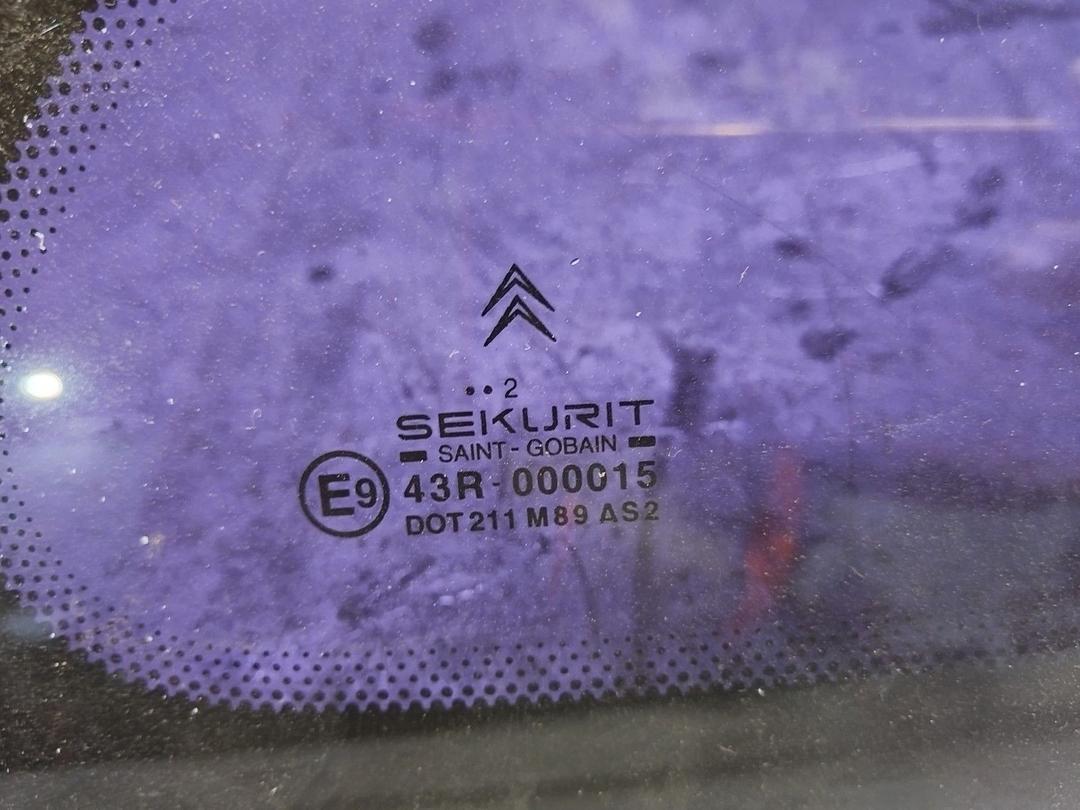 •• 2
SEKURIT
SAINT-GOBAIN
E9
43R-000015
DOT 211 M89 AS2